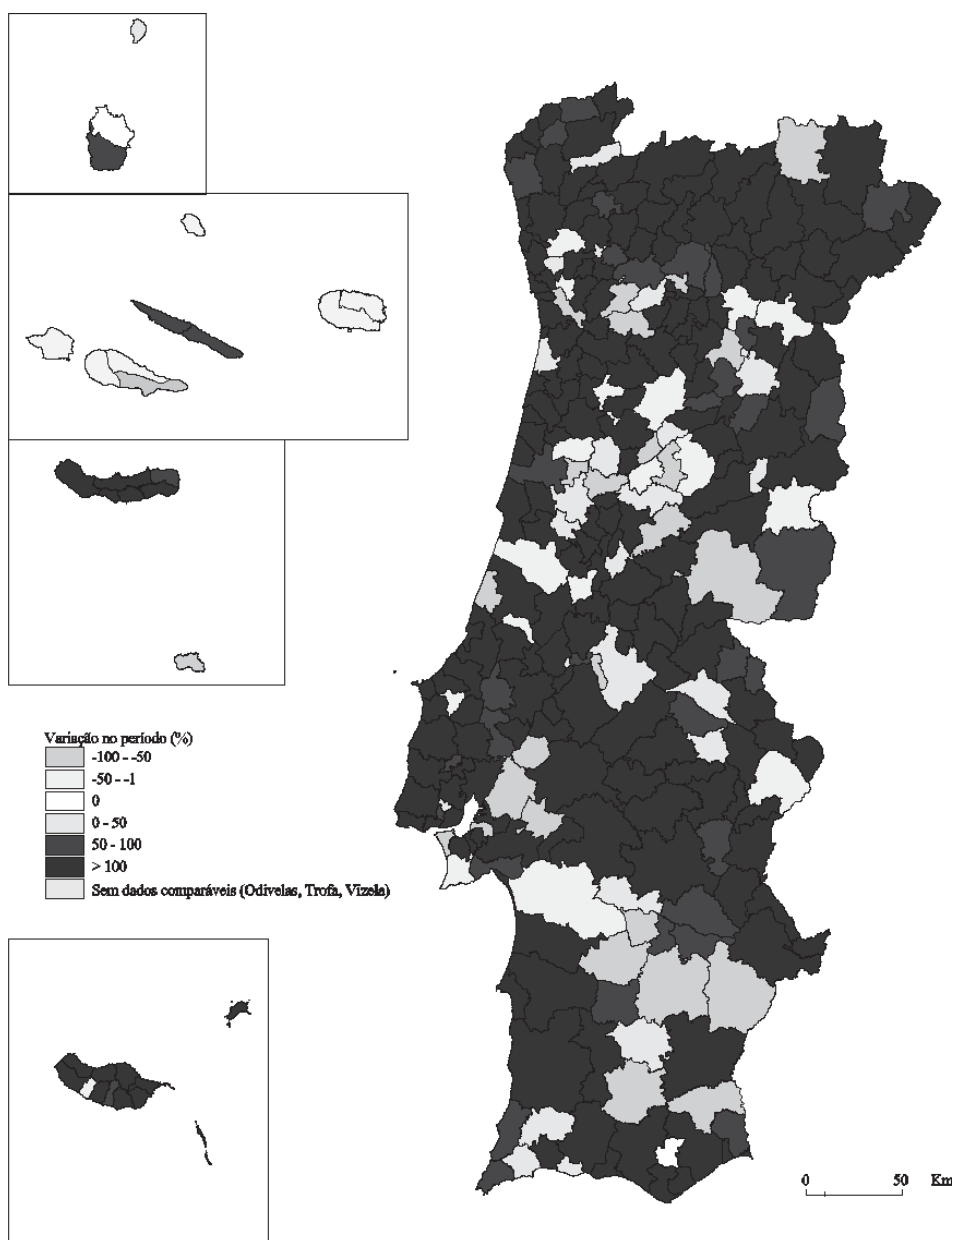 Variação no período (%)
-100 - -50
-50 - -1
0
0 - 50
50 - 100
> 100
Sem dados comparáveis (Odivelas, Trofa, Vizela)
0 50 Km